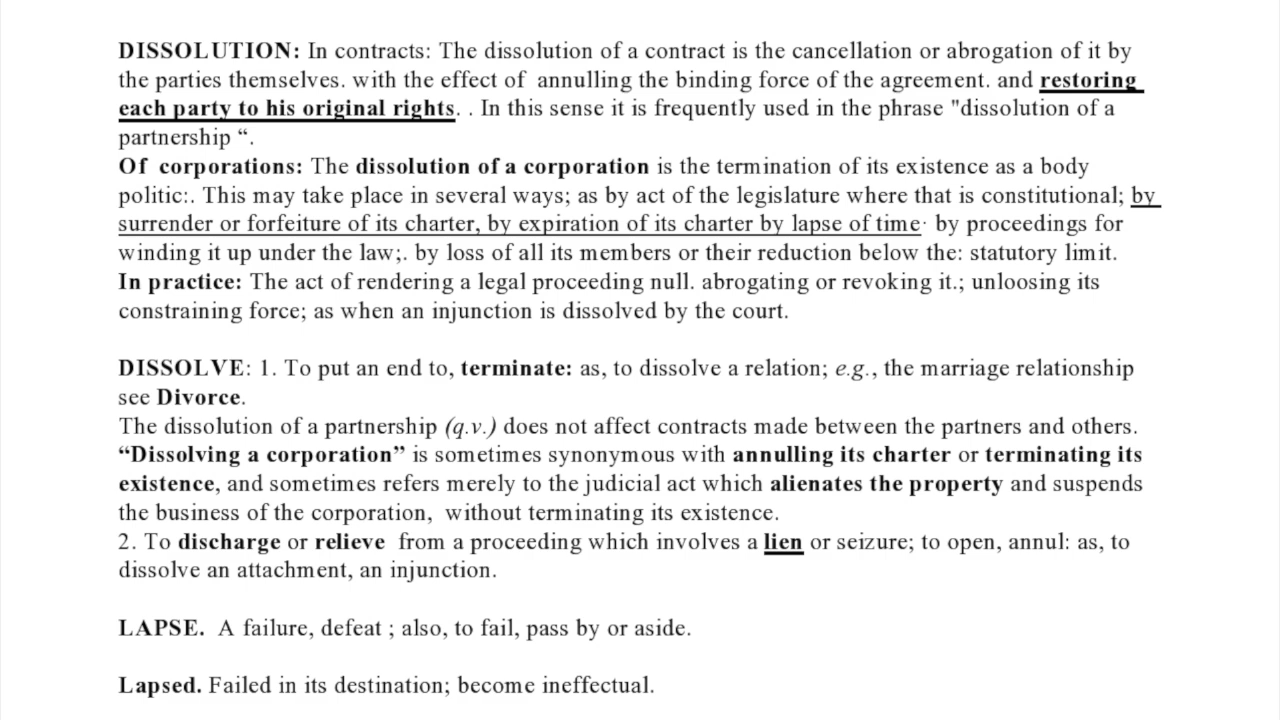 DISSOLUTION: In contracts: The dissolution of a contract is the cancellation or abrogation of it by
the parties themselves. with the effect of annulling the binding force of the agreement. and restoring
each party to his original rights. . In this sense it is frequently used in the phrase "dissolution of a
partnership “.
Of corporations: The dissolution of a corporation is the termination of its existence as a body
politic:. This may take place in several ways; as by act of the legislature where that is constitutional; by
surrender or forfeiture of its charter, by expiration of its charter by lapse of time· by proceedings for
winding it up under the law;. by loss of all its members or their reduction below the: statutory limit.
In practice: The act of rendering a legal proceeding null. abrogating or revoking it.; unloosing its
constraining force; as when an injunction is dissolved by the court.
DISSOLVE: 1. To put an end to, terminate: as, to dissolve a relation; e.g., the marriage relationship
see Divorce.
The dissolution of a partnership (q.v.) does not affect contracts made between the partners and others.
“Dissolving a corporation” is sometimes synonymous with annulling its charter or terminating its
existence, and sometimes refers merely to the judicial act which alienates the property and suspends
the business of the corporation, without terminating its existence.
2. To discharge or relieve from a proceeding which involves a lien or seizure; to open, annul: as, to
dissolve an attachment, an injunction.
LAPSE. A failure, defeat ; also, to fail, pass by or aside.
Lapsed. Failed in its destination; become ineffectual.